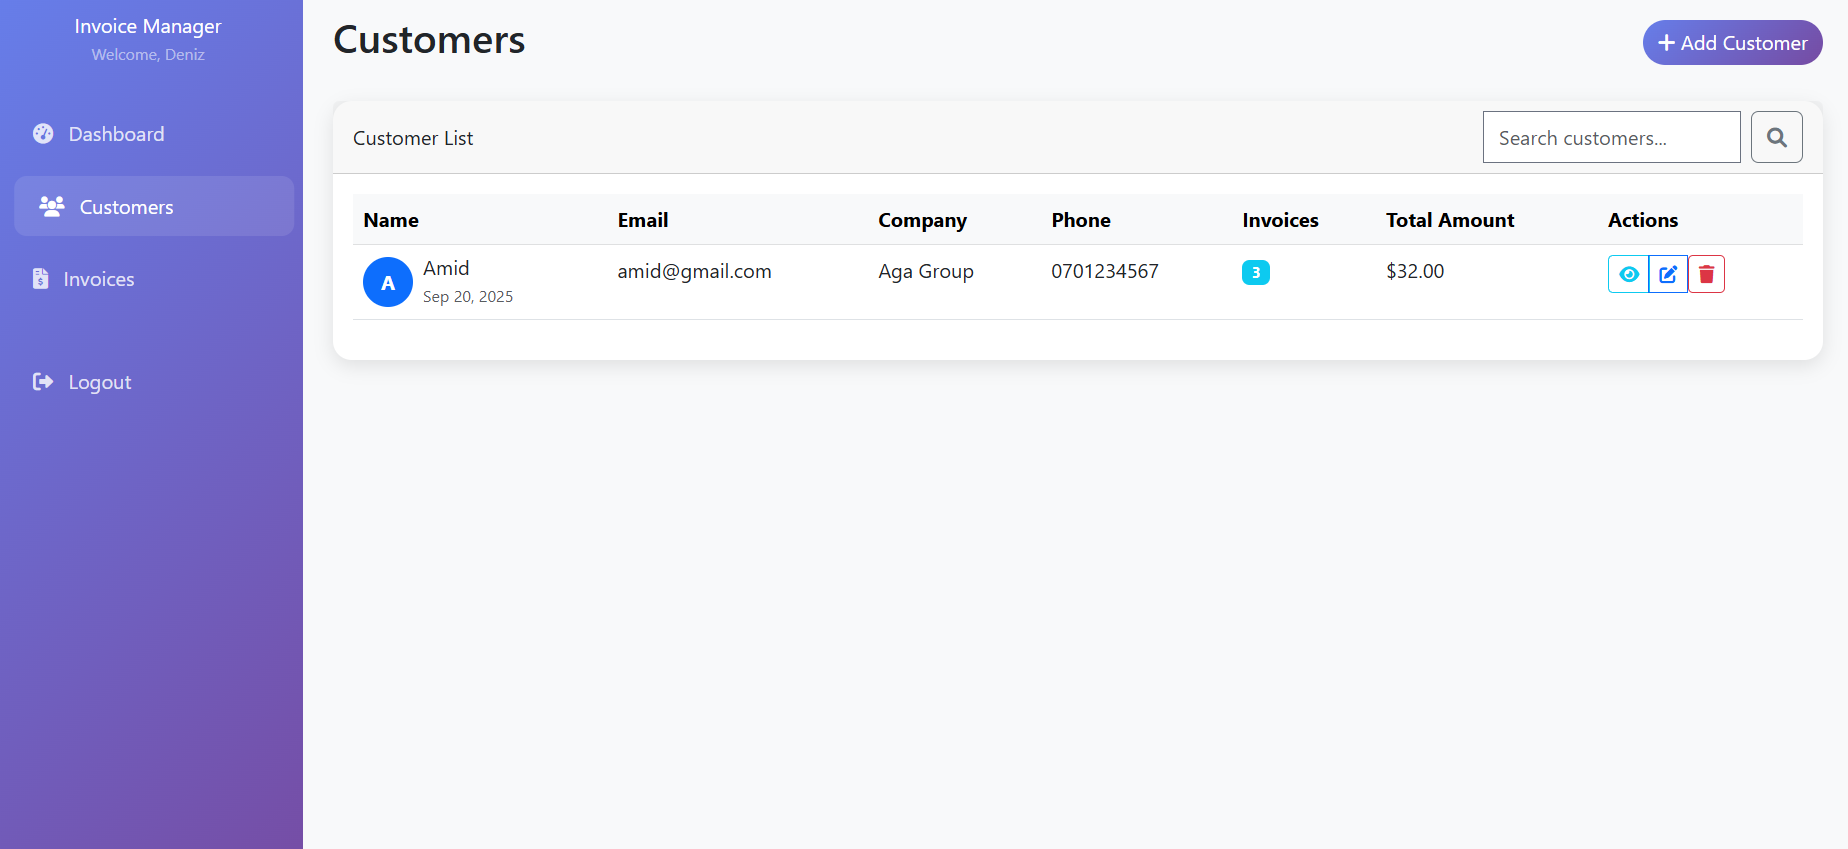 Invoice Manager
Welcome, Deniz
Dashboard
Customers
Invoices
Logout
Customers
Add Customer
Customer List
Search customers...
Name Email Company Phone Invoices Total Amount Actions
A Amid amid@gmail.com Aga Group 0701234567 3 $32.00
Sep 20, 2025